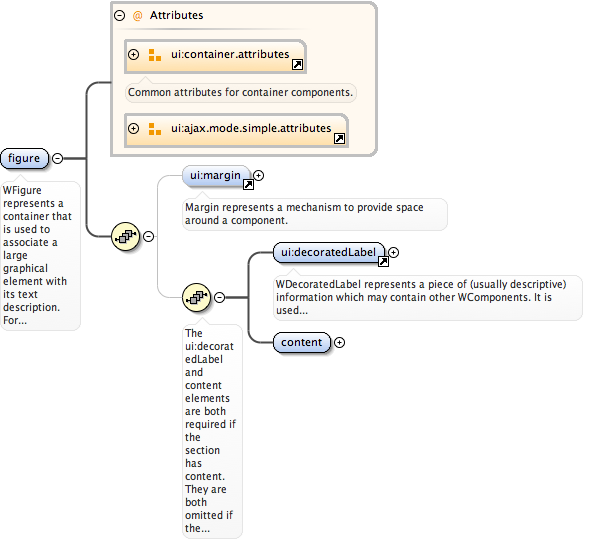 @ Attributes
ui:container.attributes
Common attributes for container components.
ui:ajax.mode.simple.attributes
figure
WFigure
represents a
container that
is used to
associate a
large
graphical
element with
its text
description.
For...
ui:margin
Margin represents a mechanism to provide space
around a component.
ui:decoratedLabel
WDecoratedLabel represents a piece of (usually descriptive)
information which may contain other WComponents. It is
used...
content
The
ui:decorat
edLabel
and
content
elements
are both
required if
the
section
has
content.
They are
both
omitted if
the...